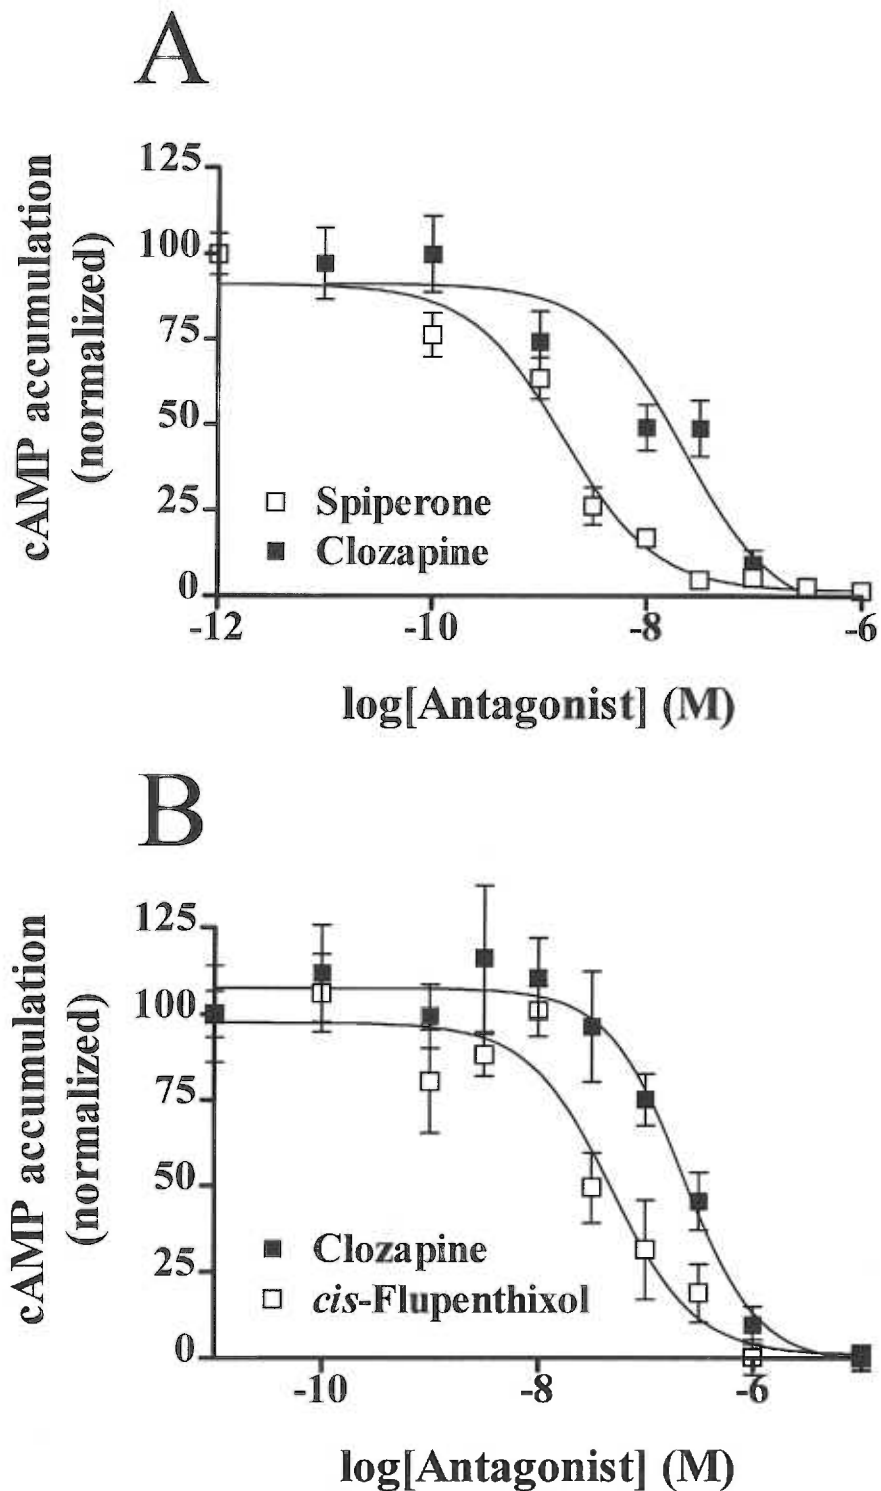 A
cAMP accumulation
(normalized)
125
100
75
50
25
0
Spiperone
Clozapine
-12
-10
-8
-6
log[Antagonist] (M)
B
cAMP accumulation
(normalized)
125
100
75
50
25
0
Clozapine
cis-Flupenthixol
-10
-8
-6
log[Antagonist] (M)